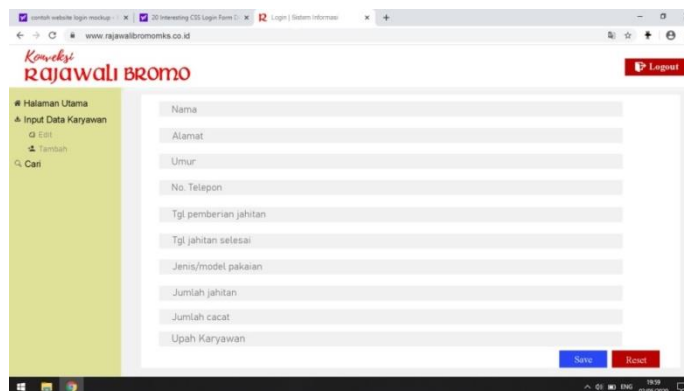 contoh website login mockup -
20 Interesting CSS Login Form
Login | Sistem Informasi
www.rajawalibromomks.co.id
Konveksi
RAJAWALI BROMO
Logout
Halaman Utama
Input Data Karyawan
Edit
Tambah
Cari
Nama
Alamat
Umur
No. Telepon
Tgl pemberian jahitan
Tgl jahitan selesai
Jenis/model pakaian
Jumlah jahitan
Jumlah cacat
Upah Karyawan
Save
Reset
ENG
19:59